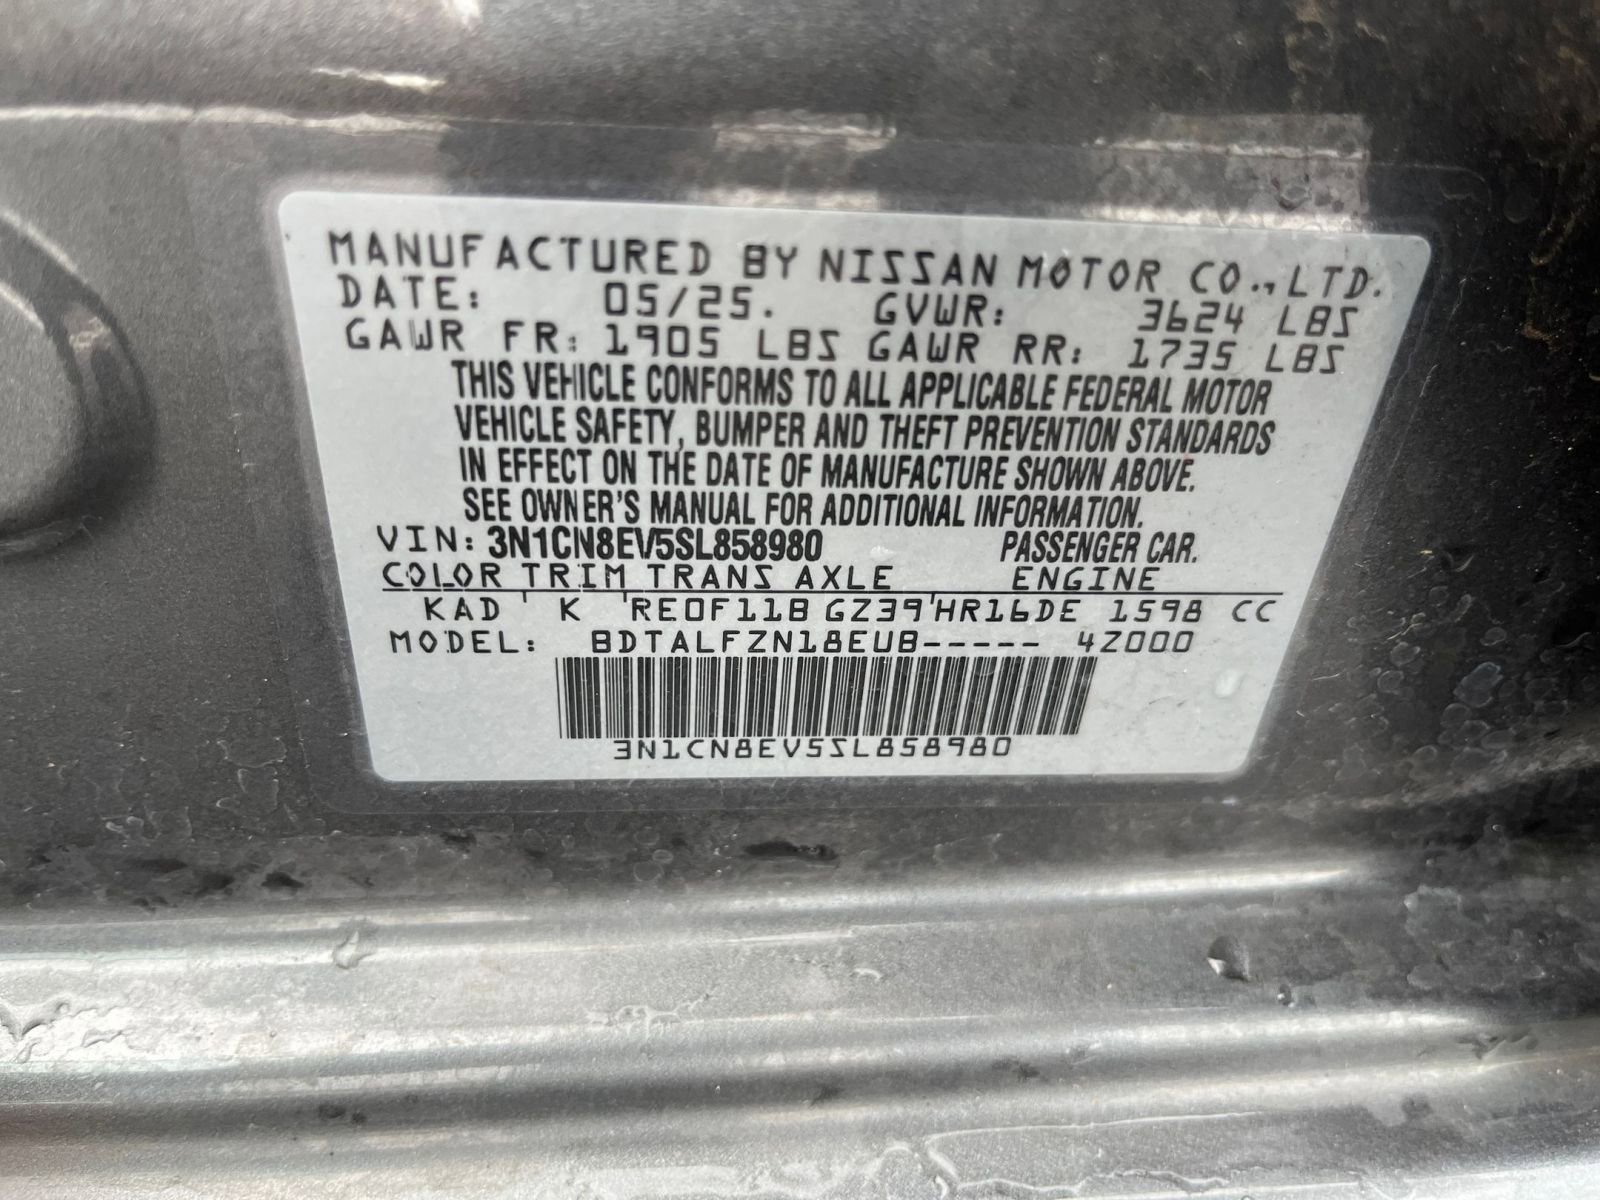 MANUFACTURED BY NISSAN MOTOR CO., LTD.
DATE: 05/25. GVWR: 3624 LBS
GAWR FR: 1905 LBS GAWR RR: 1735 LBS
THIS VEHICLE CONFORMS TO ALL APPLICABLE FEDERAL MOTOR
VEHICLE SAFETY, BUMPER AND THEFT PREVENTION STANDARDS
IN EFFECT ON THE DATE OF MANUFACTURE SHOWN ABOVE.
SEE OWNER'S MANUAL FOR ADDITIONAL INFORMATION.
VIN: 3N1CN8EV5SL858980 PASSENGER CAR.
COLOR TRIM TRANS AXLE ENGINE
KAD ' K 'RE0F11B GZ39'HR16DE 1598 CC
MODEL: BDTALFZN18EUB----- 4Z000
3N1CN8EV5SL858980